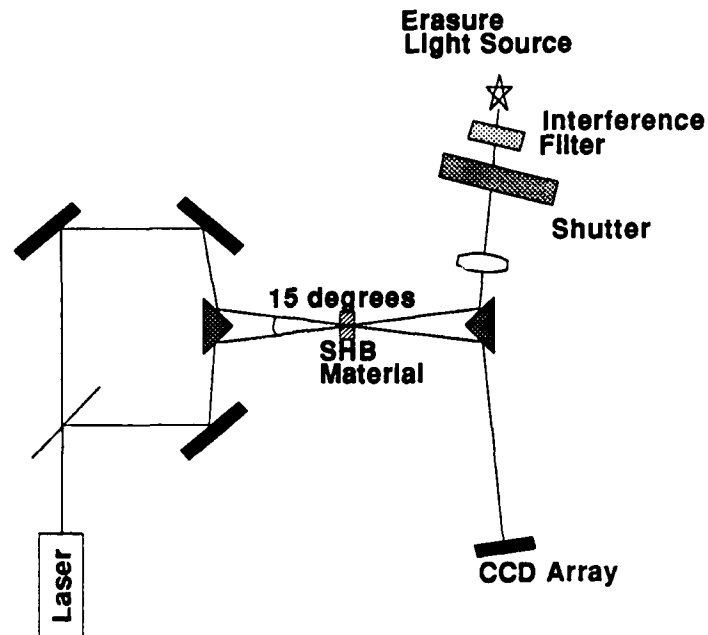 Erasure
Light Source
Interference
Filter
Shutter
15 degrees
SHB
Material
CCD Array
Laser